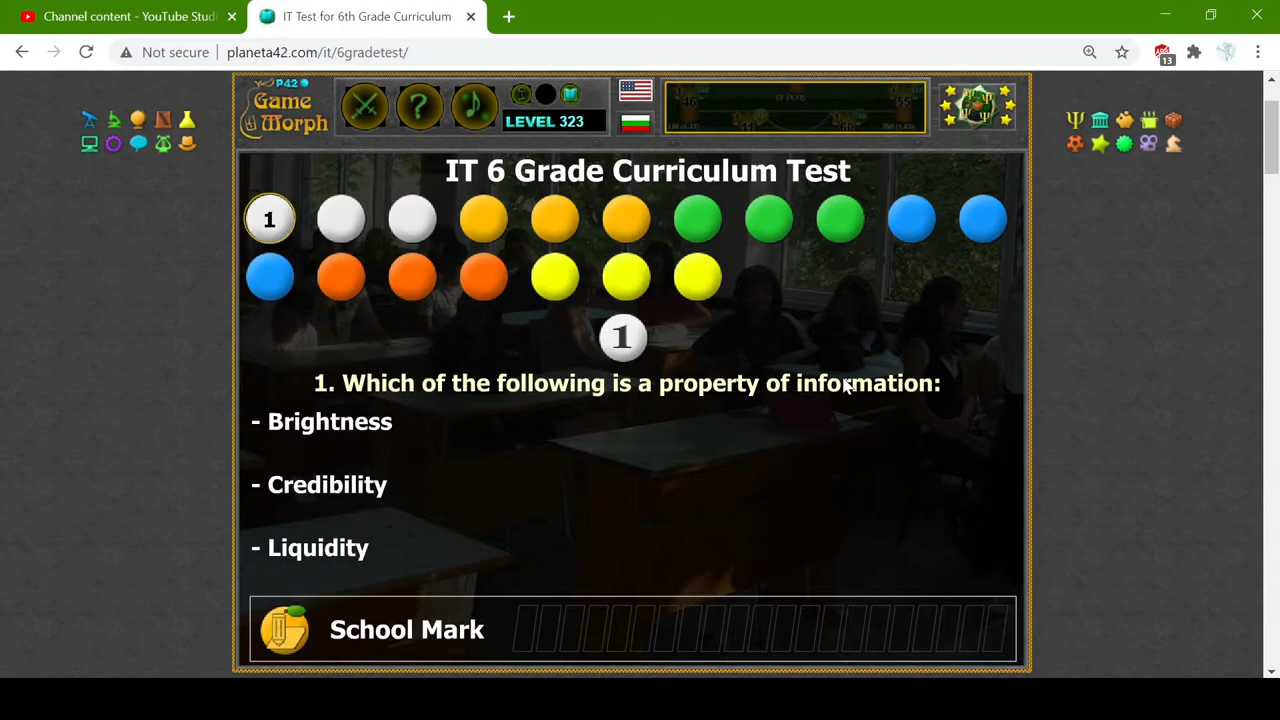 Channel content - YouTube Studi
IT Test for 6th Grade Curriculum
Not secure
planeta42.com/it/6gradetest/
13
P42
Game
Morph
?
LEVEL 323
IT 6 Grade Curriculum Test
1
1
1. Which of the following is a property of information:
- Brightness
- Credibility
- Liquidity
School Mark